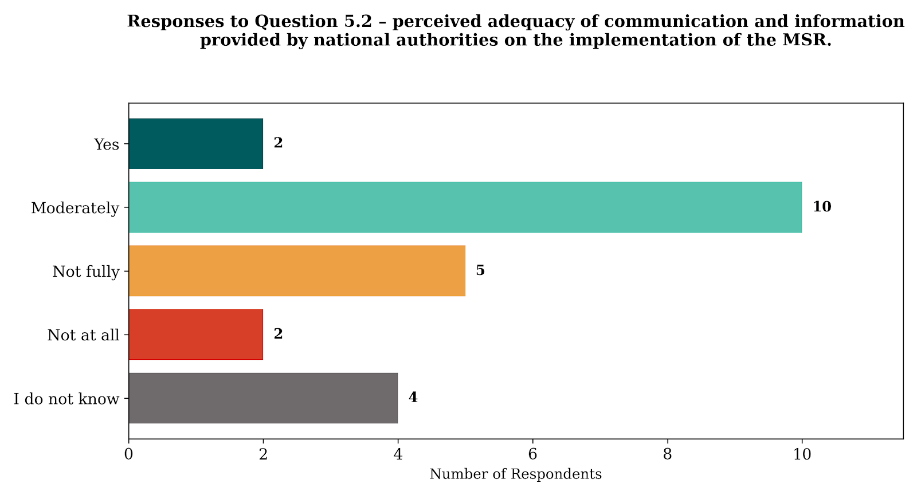 Responses to Question 5.2 – perceived adequacy of communication and information
provided by national authorities on the implementation of the MSR.
Yes
2
Moderately
10
Not fully
5
Not at all
2
I do not know
4
0 2 4 6 8 10
Number of Respondents